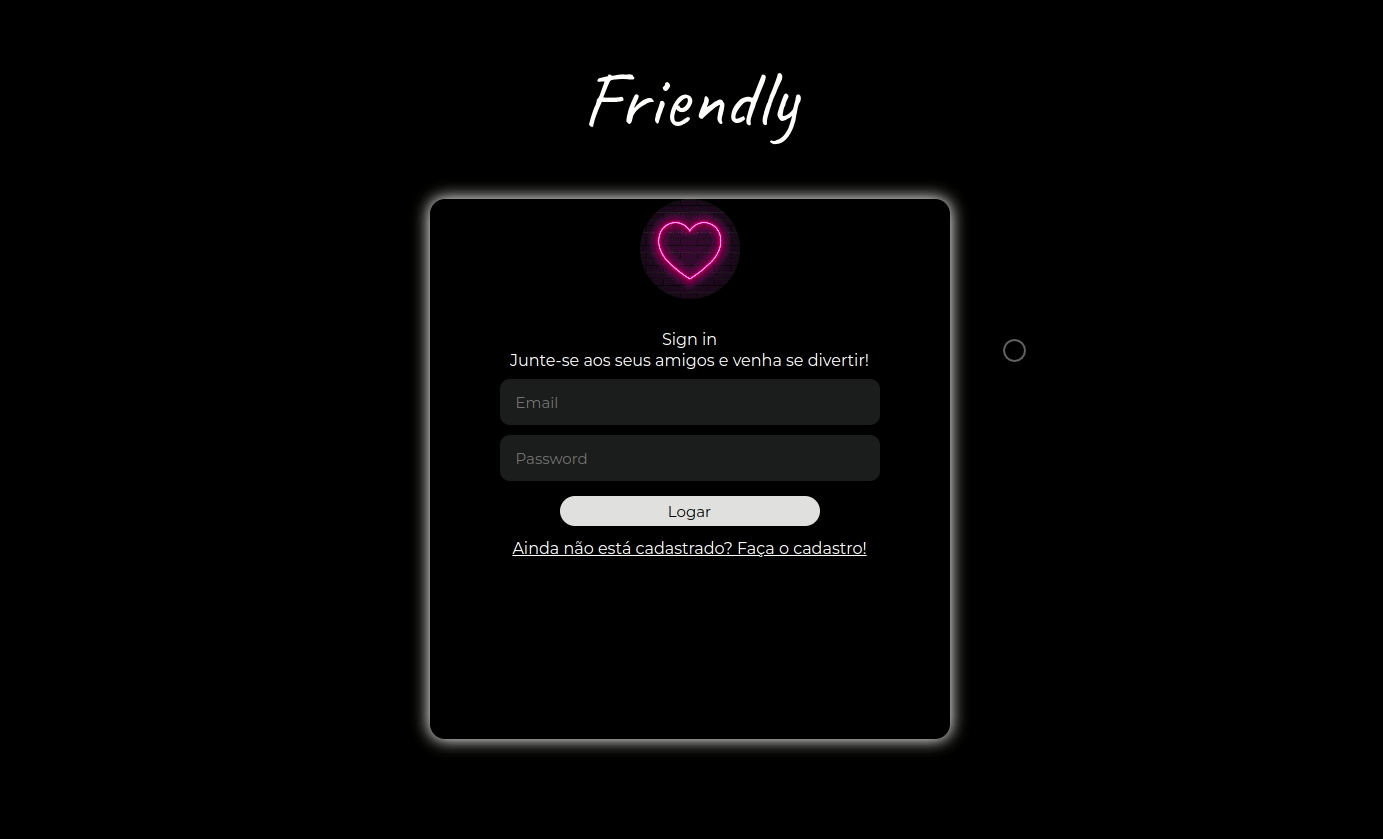 Friendly
Sign in
Junte-se aos seus amigos e venha se divertir!
Email
Password
Logar
Ainda não está cadastrado? Faça o cadastro!